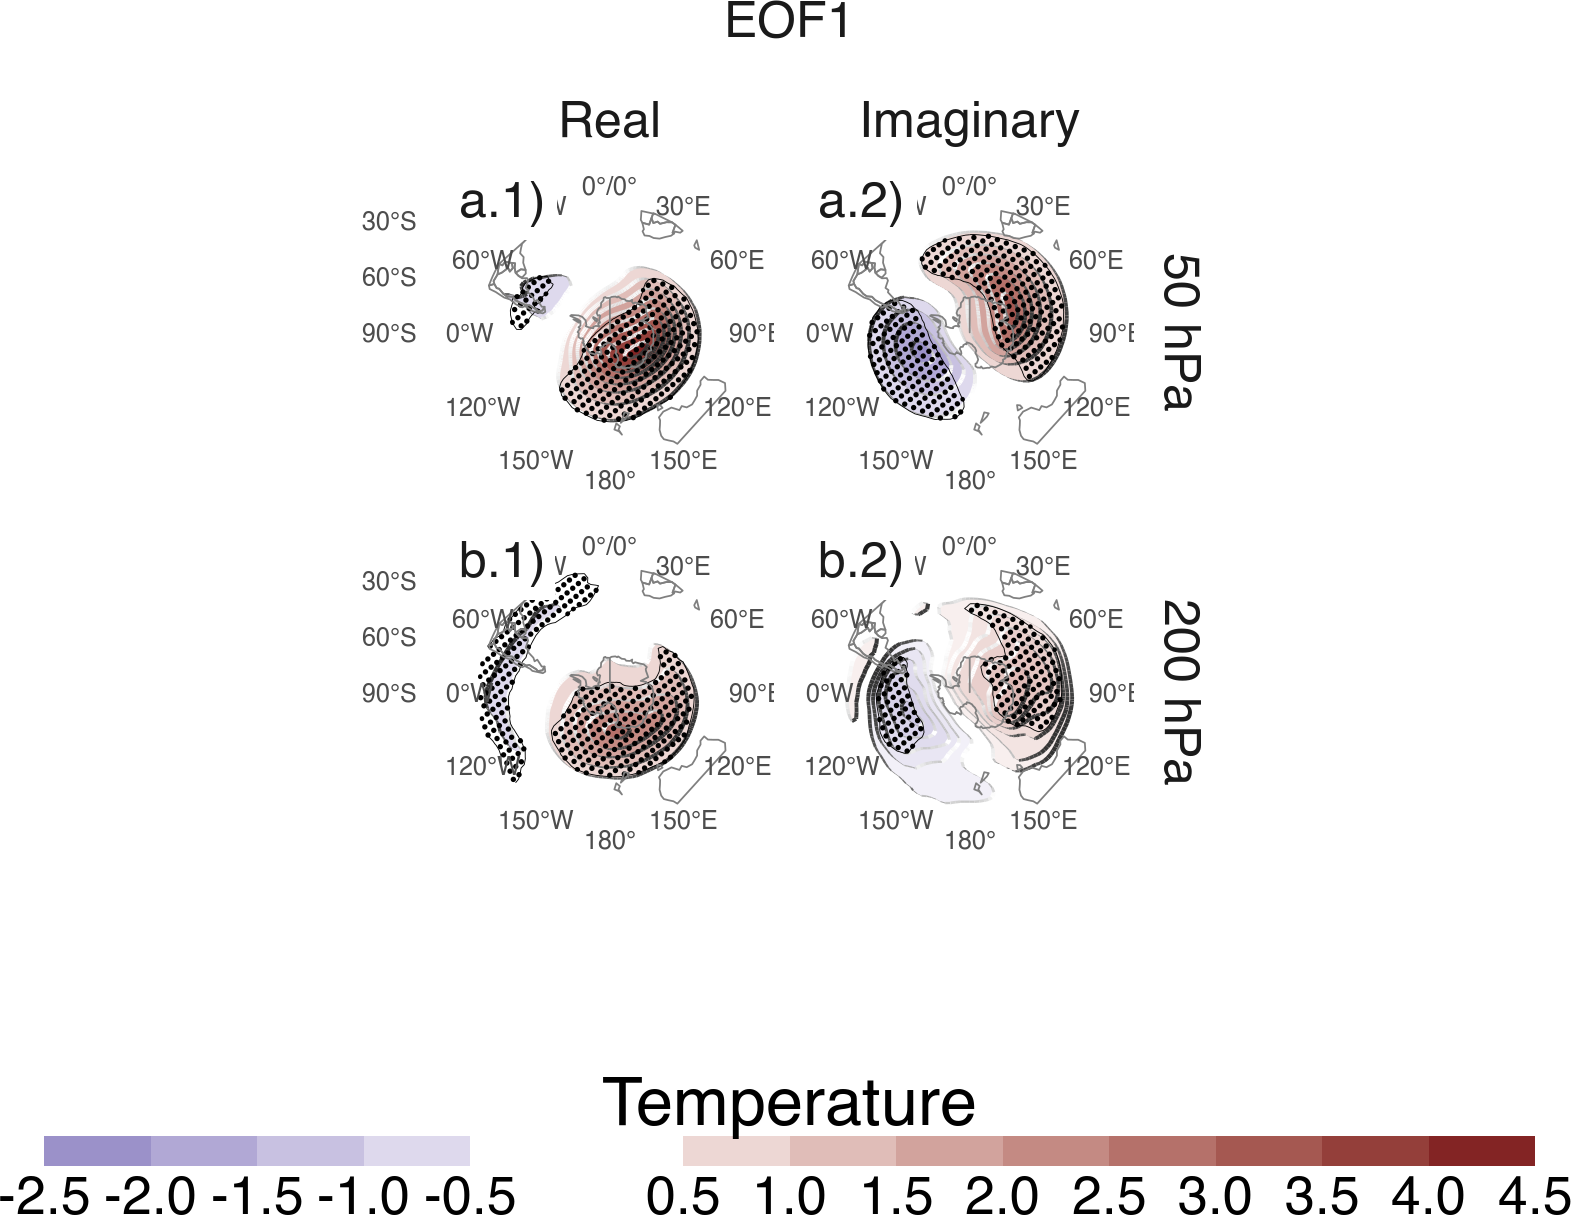 EOF1
Real Imaginary
a.1) W 0°/0° 30°E a.2) W 0°/0° 30°E
30°S
60°W 60°E 60°W 60°E
60°S
90°S 0°W 90°E 0°W 90°E
50 hPa
120°W 120°E 120°W 120°E
150°W 150°E 150°W 150°E
180° 180°
b.1) W 0°/0° 30°E b.2) W 0°/0° 30°E
30°S
60°W 60°E 60°W 60°E
60°S
90°S 0°W 90°E 0°W 90°E
200 hPa
120°W 120°E 120°W 120°E
150°W 150°E 150°W 150°E
180° 180°
Temperature
-2.5 -2.0 -1.5 -1.0 -0.5 0.5 1.0 1.5 2.0 2.5 3.0 3.5 4.0 4.5